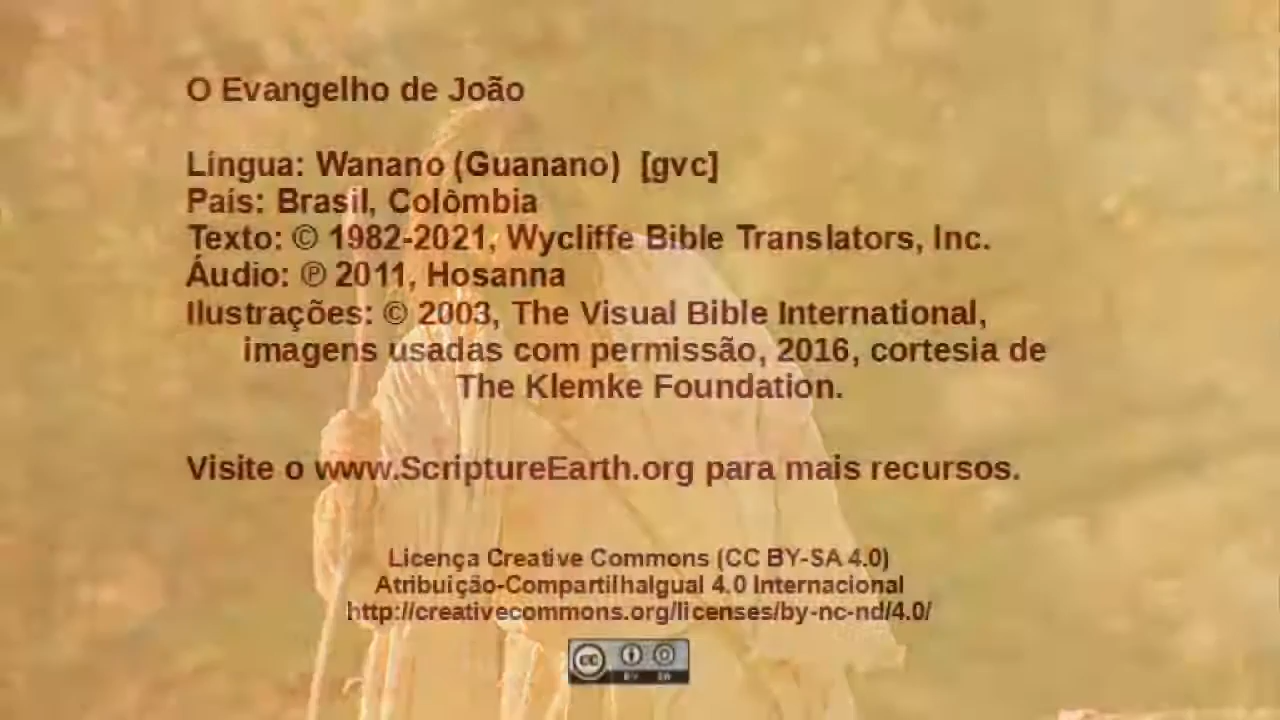 O Evangelho de João
Língua: Wanano (Guanano) [gvc]
País: Brasil, Colômbia
Texto: © 1982-2021, Wycliffe Bible Translators, Inc.
Áudio: ℗ 2011, Hosanna
Ilustrações: © 2003, The Visual Bible International,
imagens usadas com permissão, 2016, cortesia de
The Klemke Foundation.
Visite o www.ScriptureEarth.org para mais recursos.
Licença Creative Commons (CC BY-SA 4.0)
Atribuição-CompartilhaIgual 4.0 Internacional
http://creativecommons.org/licenses/by-nc-nd/4.0/
cc
BY SA